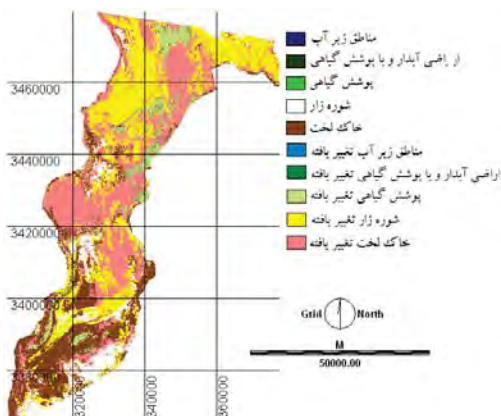 مناطق زیر آب
اراضی آبدار و با پوشش گیاهی
پوشش گیاهی
شوره زار
خاک لخت
مناطق زیر آب تغییر یافته
اراضی آبدار و با پوشش گیاهی تغییر یافته
پوشش گیاهی تغییر یافته
شوره زار تغییر یافته
خاک لخت تغییر یافته
3460000
3440000
3420000
3400000
3380000
320000
340000
360000
Grid North
M
50000.00